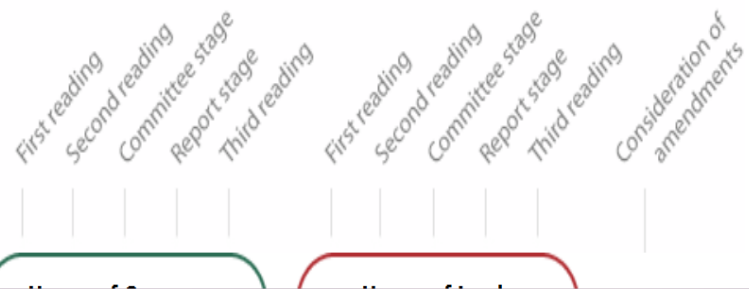 First reading
Second reading
Committee stage
Report stage
Third reading
First reading
Second reading
Committee stage
Report stage
Third reading
Consideration of
amendments